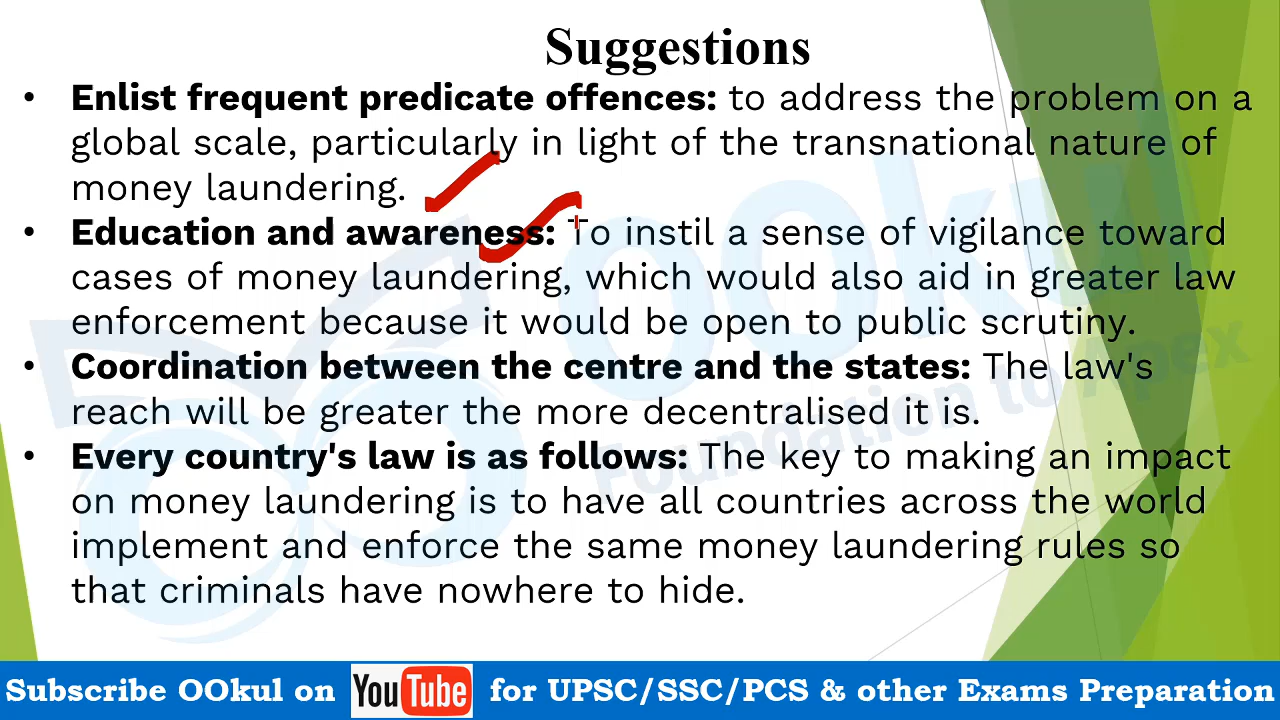 Suggestions
• Enlist frequent predicate offences: to address the problem on a
global scale, particularly in light of the transnational nature of
money laundering.
• Education and awareness: To instil a sense of vigilance toward
cases of money laundering, which would also aid in greater law
enforcement because it would be open to public scrutiny.
• Coordination between the centre and the states: The law's
reach will be greater the more decentralised it is.
• Every country's law is as follows: The key to making an impact
on money laundering is to have all countries across the world
implement and enforce the same money laundering rules so
that criminals have nowhere to hide.
OOkul
Foundation to Apex
Subscribe OOkul on YouTube for UPSC/SSC/PCS & other Exams Preparation